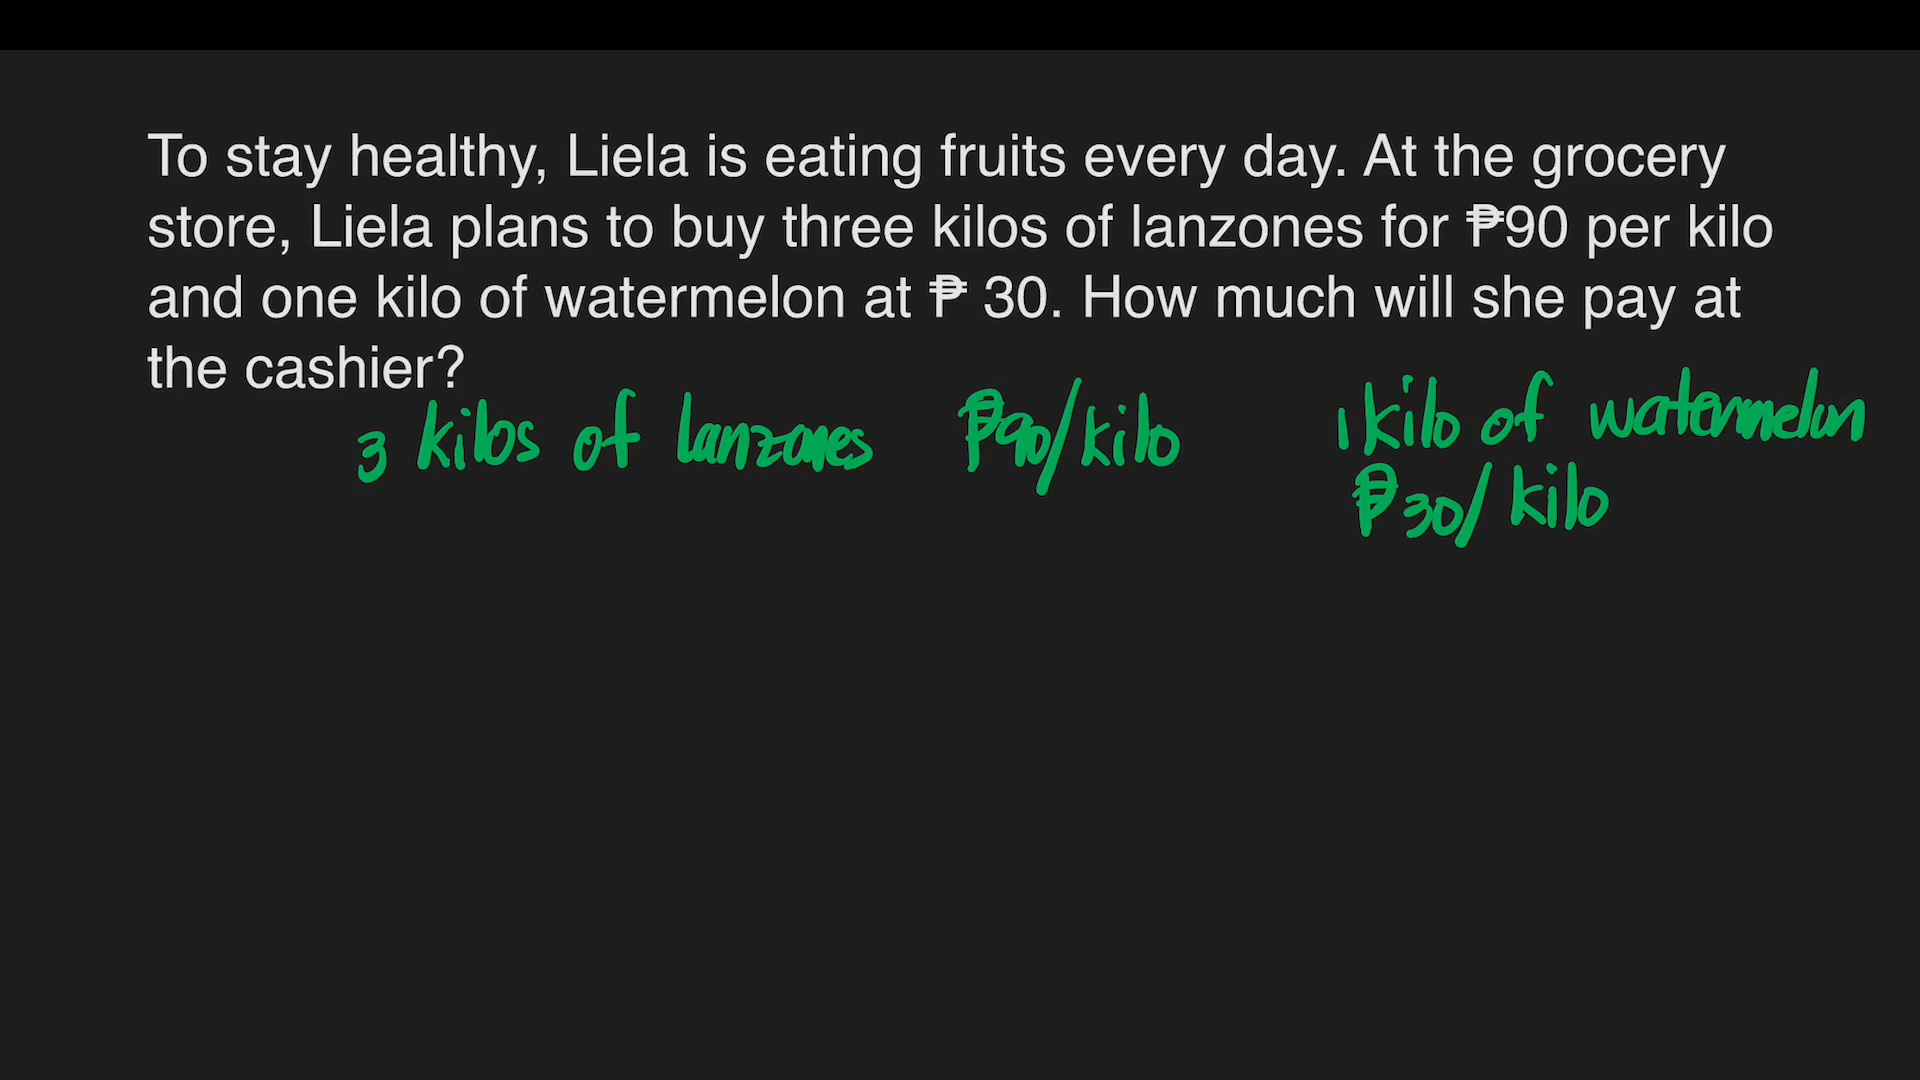 To stay healthy, Liela is eating fruits every day. At the grocery
store, Liela plans to buy three kilos of lanzones for ₱90 per kilo
and one kilo of watermelon at ₱ 30. How much will she pay at
the cashier?
3 kilos of lanzones ₱90/kilo
1 kilo of watermelon
₱30/kilo